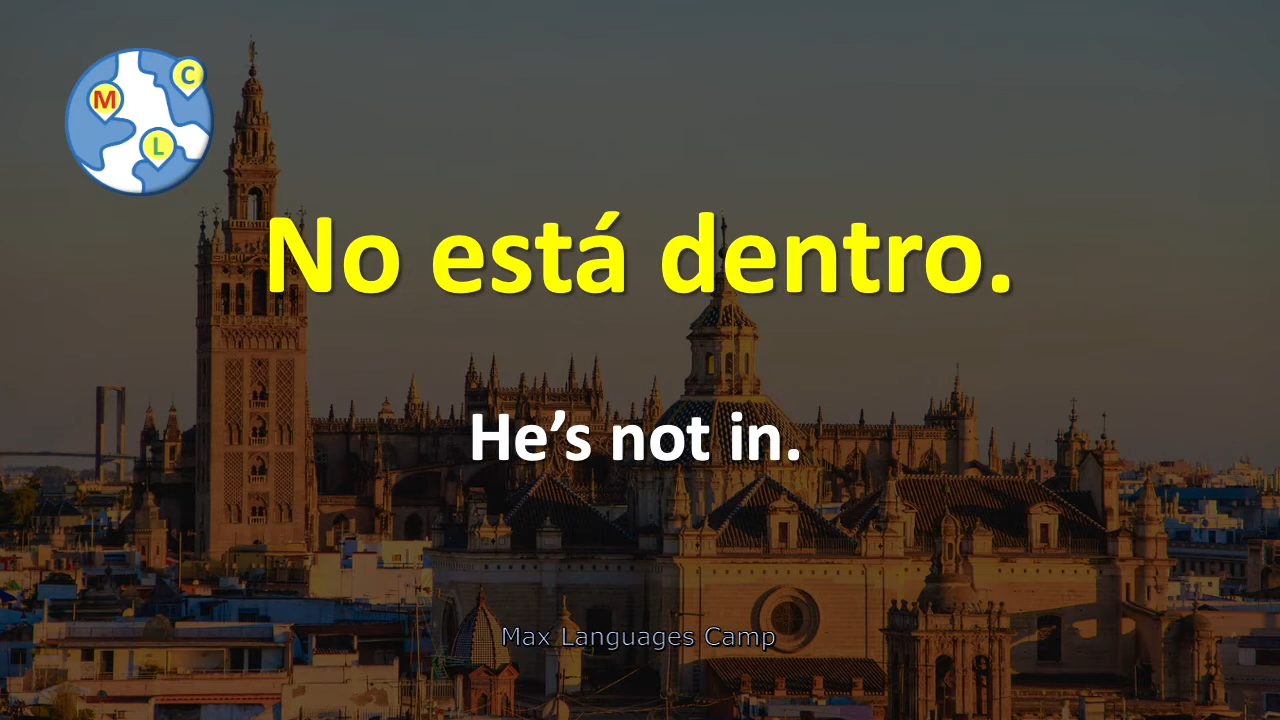 M
C
L
No está dentro.
He’s not in.
Max Languages Camp